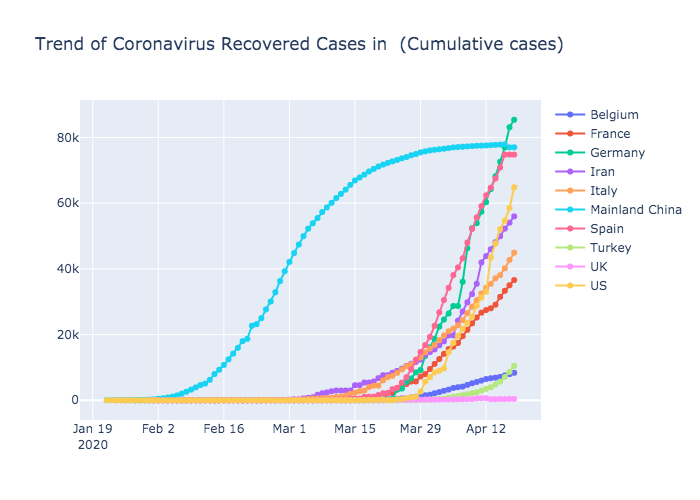 Trend of Coronavirus Recovered Cases in  (Cumulative cases)
80k
60k
40k
20k
0
Jan 19
2020
Feb 2
Feb 16
Mar 1
Mar 15
Mar 29
Apr 12
Belgium
France
Germany
Iran
Italy
Mainland China
Spain
Turkey
UK
US